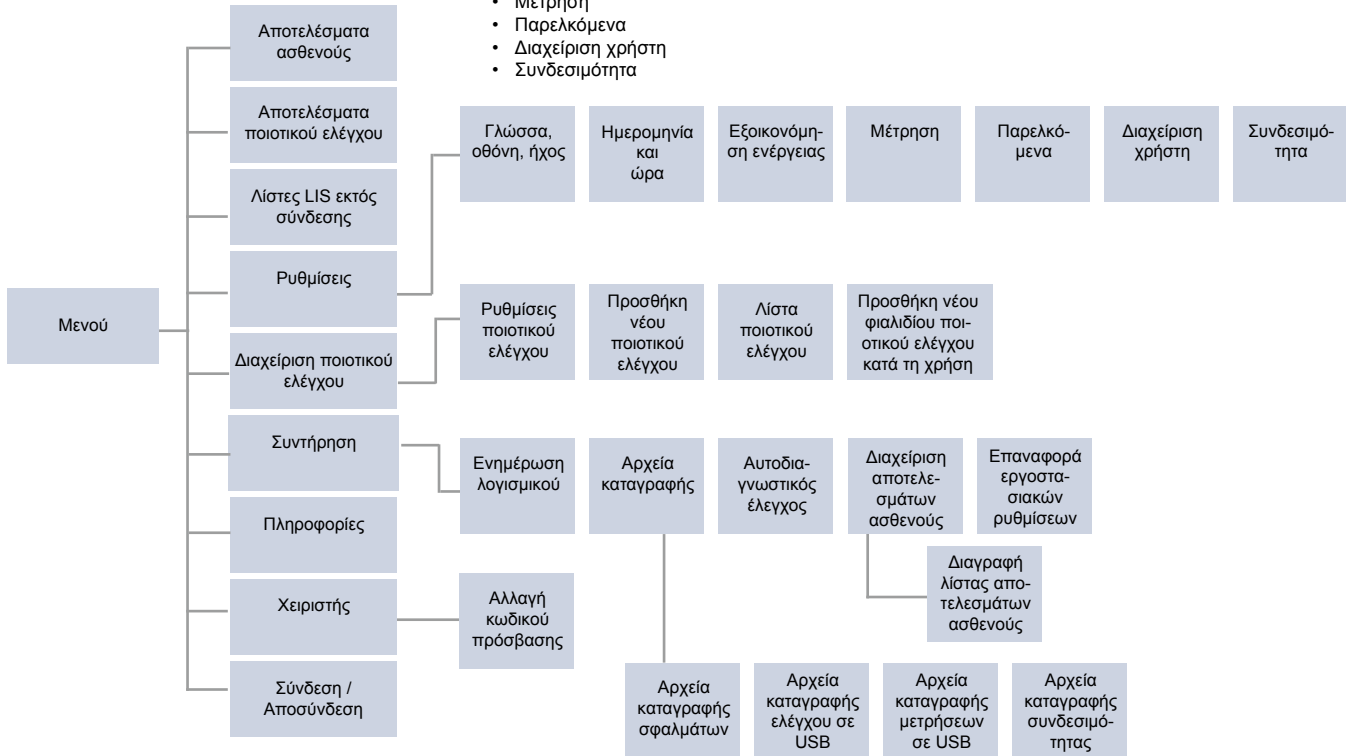 • Μέτρηση
• Παρελκόμενα
• Διαχείριση χρήστη
• Συνδεσιμότητα
Μενού
Αποτελέσματα
ασθενούς
Αποτελέσματα
ποιοτικού ελέγχου
Λίστες LIS εκτός
σύνδεσης
Ρυθμίσεις
Διαχείριση ποιοτικού
ελέγχου
Συντήρηση
Πληροφορίες
Χειριστής
Σύνδεση /
Αποσύνδεση
Γλώσσα,
οθόνη, ήχος
Ημερομηνία
και
ώρα
Εξοικονόμη-
ση ενέργειας
Μέτρηση
Παρελκό-
μενα
Διαχείριση
χρήστη
Συνδεσιμό-
τητα
Ρυθμίσεις
ποιοτικού
ελέγχου
Προσθήκη
νέου
ποιοτικού
ελέγχου
Λίστα
ποιοτικού
ελέγχου
Προσθήκη νέου
φιαλιδίου ποι-
οτικού ελέγχου
κατά τη χρήση
Ενημέρωση
λογισμικού
Αρχεία
καταγραφής
Αυτοδια-
γνωστικός
έλεγχος
Διαχείριση
αποτελε-
σμάτων
ασθενούς
Επαναφορά
εργοστα-
σιακών
ρυθμίσεων
Διαγραφή
λίστας απο-
τελεσμάτων
ασθενούς
Αλλαγή
κωδικού
πρόσβασης
Αρχεία
καταγραφής
σφαλμάτων
Αρχεία
καταγραφής
ελέγχου σε
USB
Αρχεία
καταγραφής
μετρήσεων
σε USB
Αρχεία
καταγραφής
συνδεσιμό-
τητας